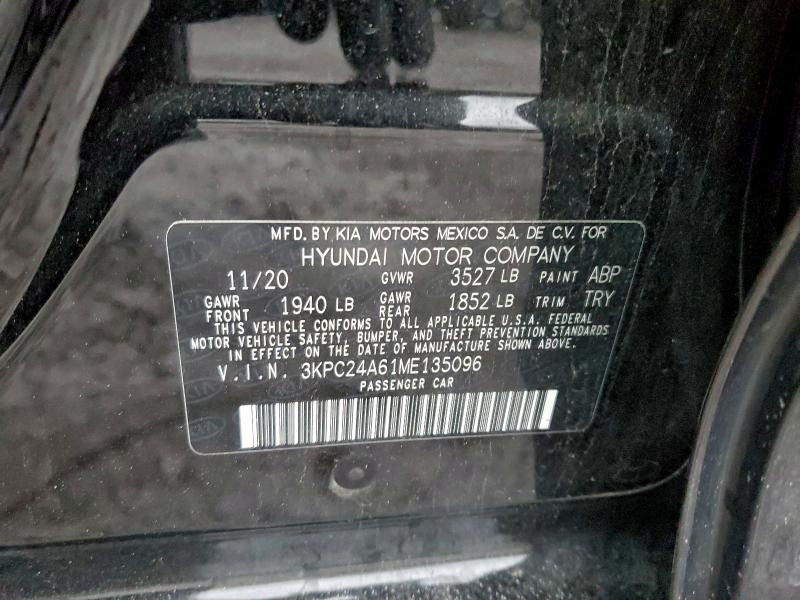 MFD. BY KIA MOTORS MEXICO S.A. DE C.V. FOR
HYUNDAI MOTOR COMPANY
11/20 GVWR 3527 LB PAINT ABP
GAWR FRONT 1940 LB GAWR REAR 1852 LB TRIM TRY
THIS VEHICLE CONFORMS TO ALL APPLICABLE U.S.A. FEDERAL
MOTOR VEHICLE SAFETY, BUMPER, AND THEFT PREVENTION STANDARDS
IN EFFECT ON THE DATE OF MANUFACTURE SHOWN ABOVE.
V.I.N. 3KPC24A61ME135096
PASSENGER CAR